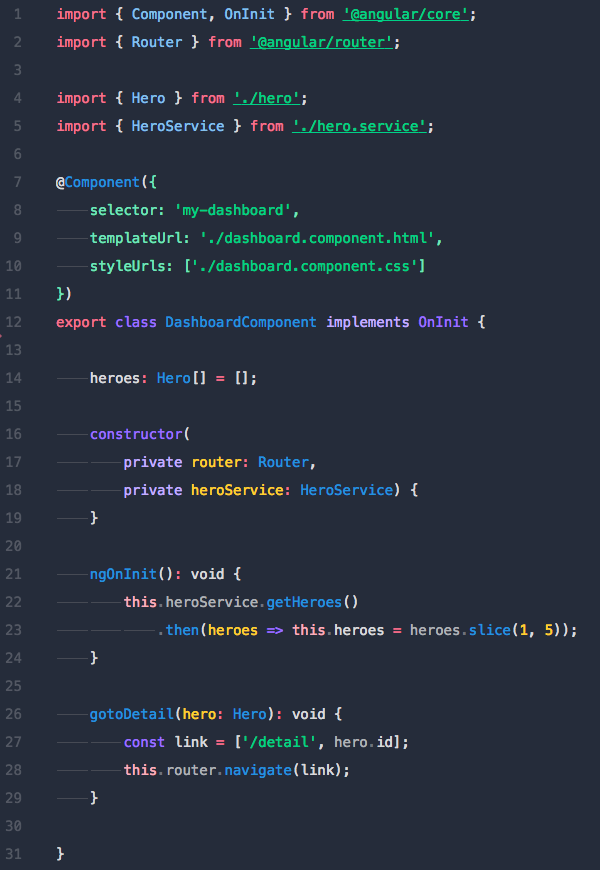 1 import { Component, OnInit } from '@angular/core';
2 import { Router } from '@angular/router';
3
4 import { Hero } from './hero';
5 import { HeroService } from './hero.service';
6
7 @Component({
8     selector: 'my-dashboard',
9     templateUrl: './dashboard.component.html',
10     styleUrls: ['./dashboard.component.css']
11 })
12 export class DashboardComponent implements OnInit {
13
14     heroes: Hero[] = [];
15
16     constructor(
17         private router: Router,
18         private heroService: HeroService) {
19     }
20
21     ngOnInit(): void {
22         this.heroService.getHeroes()
23             .then(heroes => this.heroes = heroes.slice(1, 5));
24     }
25
26     gotoDetail(hero: Hero): void {
27         const link = ['/detail', hero.id];
28         this.router.navigate(link);
29     }
30
31 }